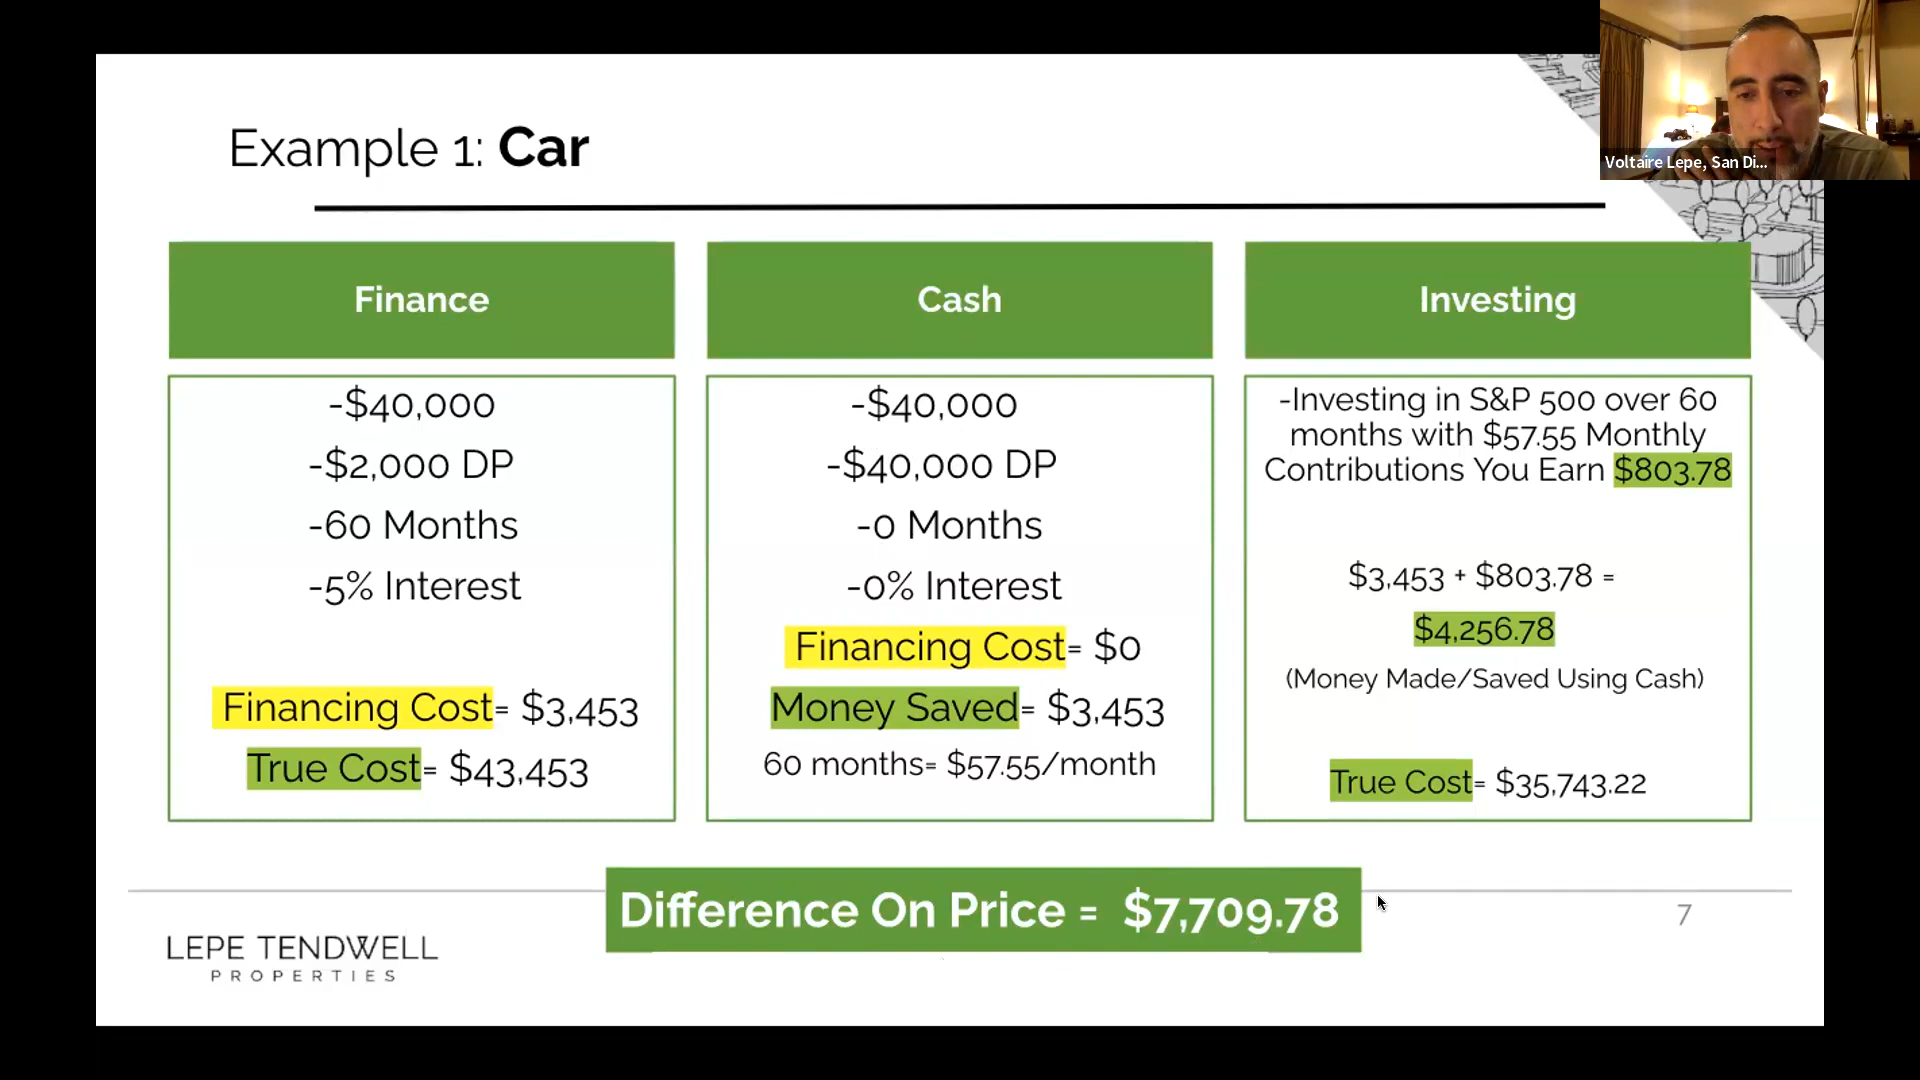 Example 1: Car
Voltaire Lepe, San Di...
Finance
-$40,000
-$2,000 DP
-60 Months
-5% Interest
Financing Cost= $3,453
True Cost= $43,453
Cash
-$40,000
-$40,000 DP
-0 Months
-0% Interest
Financing Cost= $0
Money Saved= $3,453
60 months= $57.55/month
Investing
-Investing in S&P 500 over 60
months with $57.55 Monthly
Contributions You Earn $803.78
$3,453 + $803.78 =
$4,256.78
(Money Made/Saved Using Cash)
True Cost= $35,743.22
Difference On Price = $7,709.78
LEPE TENDWELL
PROPERTIES
7